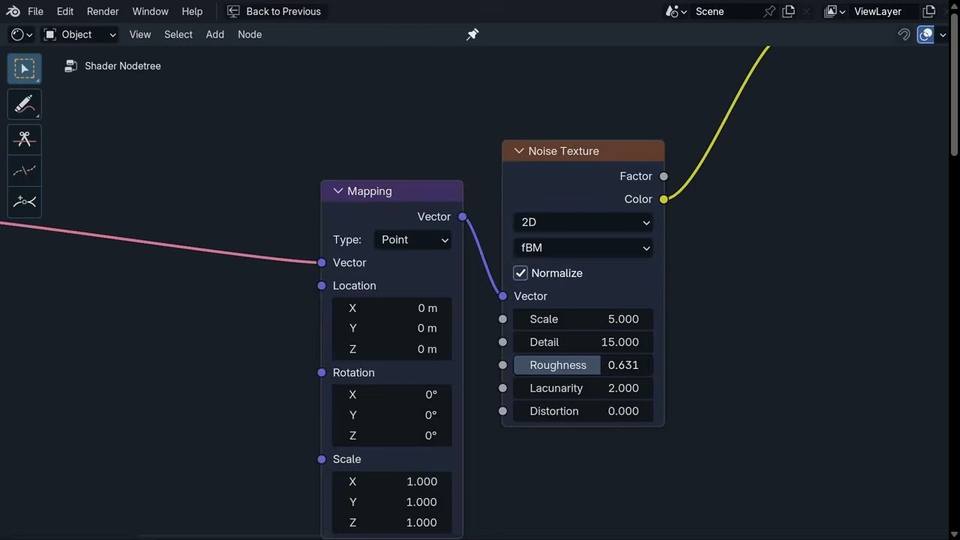 File Edit Render Window Help Back to Previous Scene ViewLayer
Object View Select Add Node
Shader Nodetree
Mapping
Vector
Type: Point
Vector
Location
X 0 m
Y 0 m
Z 0 m
Rotation
X 0°
Y 0°
Z 0°
Scale
X 1.000
Y 1.000
Z 1.000
Noise Texture
Factor
Color
2D
fBM
Normalize
Vector
Scale 5.000
Detail 15.000
Roughness 0.631
Lacunarity 2.000
Distortion 0.000